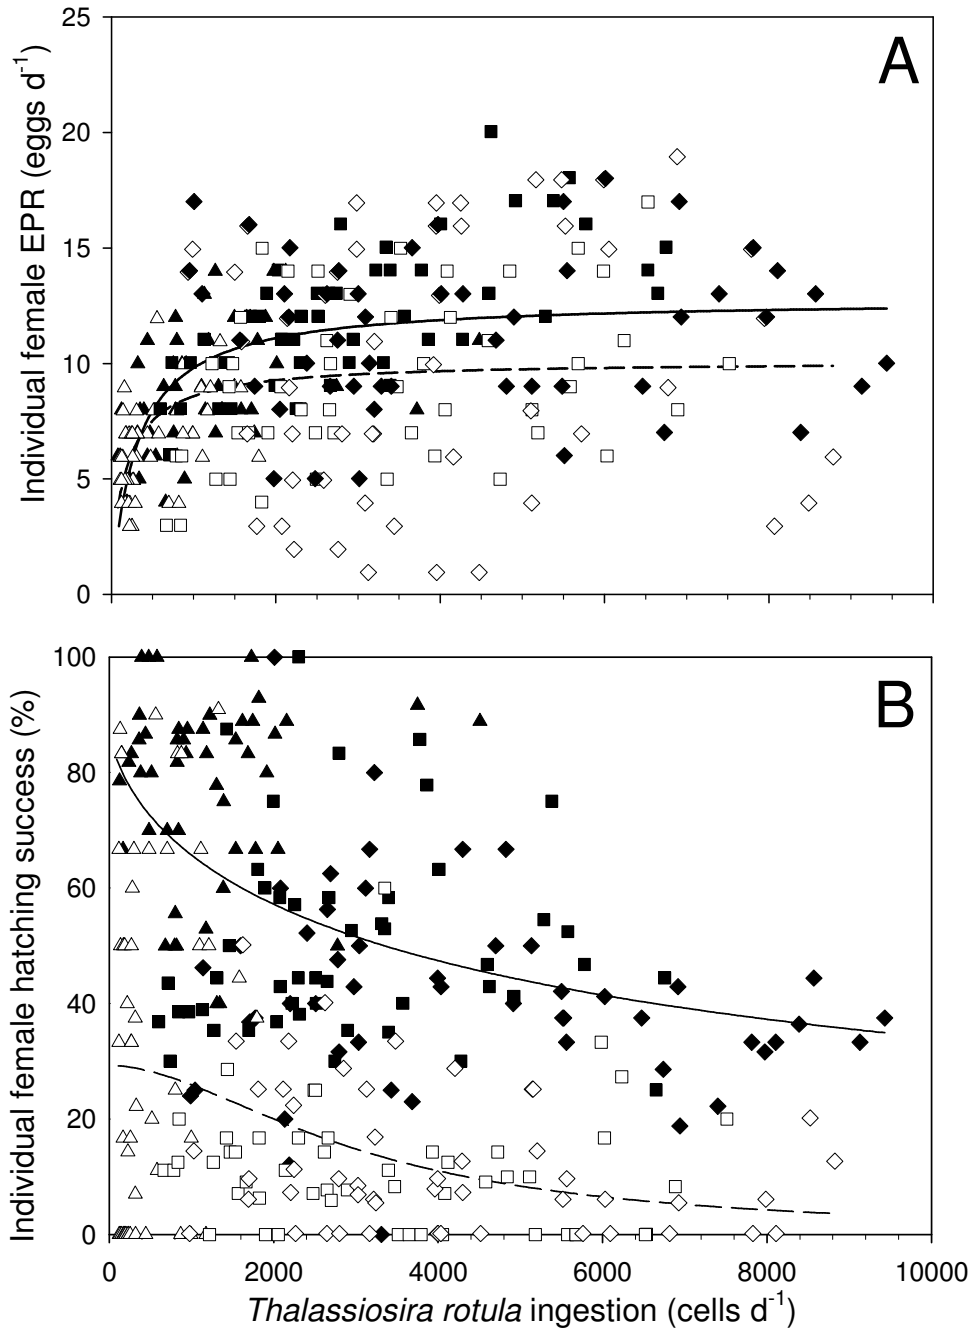 A
Individual female EPR (eggs d-1)
25
20
15
10
5
0
B
Individual female hatching success (%)
100
80
60
40
20
0
0 2000 4000 6000 8000 10000
Thalassiosira rotula ingestion (cells d-1)